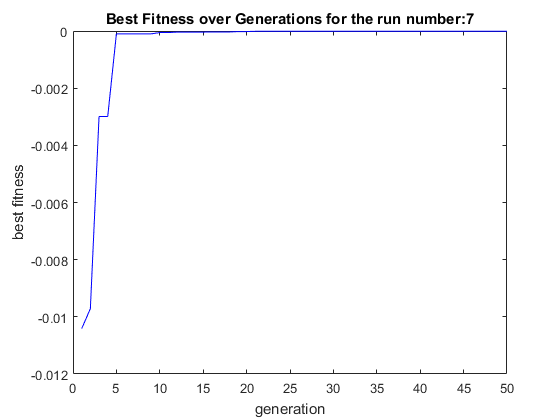 Best Fitness over Generations for the run number:7
0
-0.002
-0.004
-0.006
-0.008
-0.01
-0.012
best fitness
0 5 10 15 20 25 30 35 40 45 50
generation